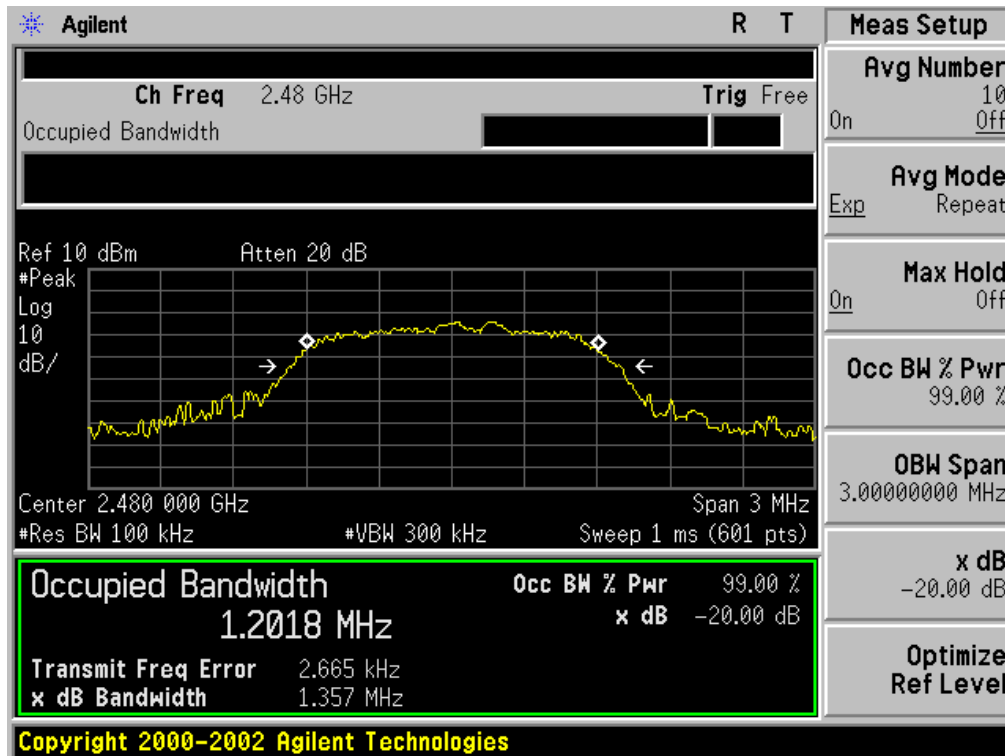 Agilent R T
Ch Freq 2.48 GHz Trig Free
Occupied Bandwidth
Ref 10 dBm Atten 20 dB
#Peak
Log
10
dB/
Center 2.480 000 GHz Span 3 MHz
#Res BW 100 kHz #VBW 300 kHz Sweep 1 ms (601 pts)
Occupied Bandwidth
1.2018 MHz
Occ BW % Pwr 99.00 %
x dB -20.00 dB
Transmit Freq Error 2.665 kHz
x dB Bandwidth 1.357 MHz
Copyright 2000-2002 Agilent Technologies
Meas Setup
Avg Number
10
On Off
Avg Mode
Exp Repeat
Max Hold
On Off
Occ BW % Pwr
99.00 %
OBW Span
3.00000000 MHz
x dB
-20.00 dB
Optimize
Ref Level